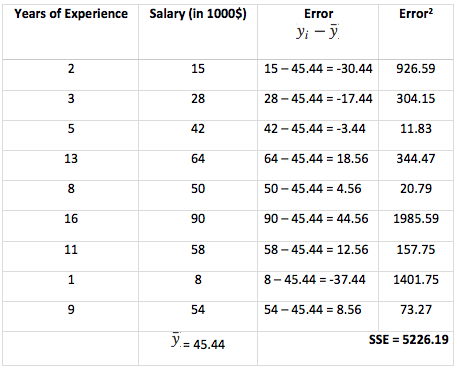 Years of Experience Salary (in 1000$) Error Error²
yᵢ – ȳ
2 15 15 – 45.44 = -30.44 926.59
3 28 28 – 45.44 = -17.44 304.15
5 42 42 – 45.44 = -3.44 11.83
13 64 64 – 45.44 = 18.56 344.47
8 50 50 – 45.44 = 4.56 20.79
16 90 90 – 45.44 = 44.56 1985.59
11 58 58 – 45.44 = 12.56 157.75
1 8 8 – 45.44 = -37.44 1401.75
9 54 54 – 45.44 = 8.56 73.27
ȳ = 45.44 SSE = 5226.19